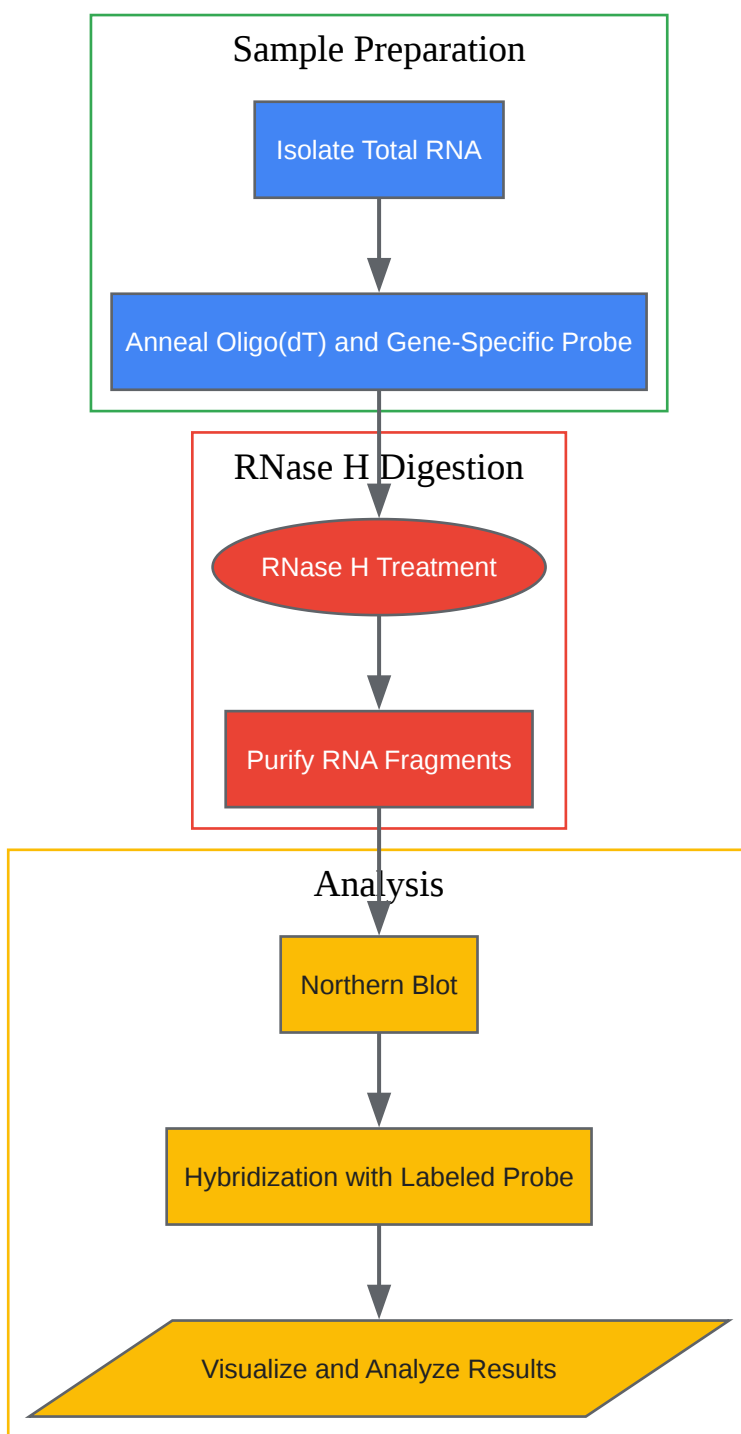 Sample Preparation
Isolate Total RNA
Anneal Oligo(dT) and Gene-Specific Probe
RNase H Digestion
RNase H Treatment
Purify RNA Fragments
Analysis
Northern Blot
Hybridization with Labeled Probe
Visualize and Analyze Results